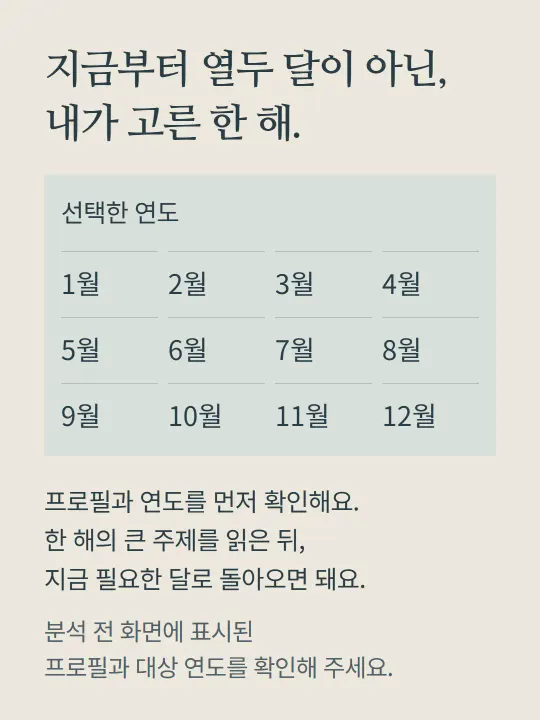 지금부터 열두 달이 아닌,
내가 고른 한 해.
선택한 연도
1월 2월 3월 4월
5월 6월 7월 8월
9월 10월 11월 12월
프로필과 연도를 먼저 확인해요.
한 해의 큰 주제를 읽은 뒤,
지금 필요한 달로 돌아오면 돼요.
분석 전 화면에 표시된
프로필과 대상 연도를 확인해 주세요.